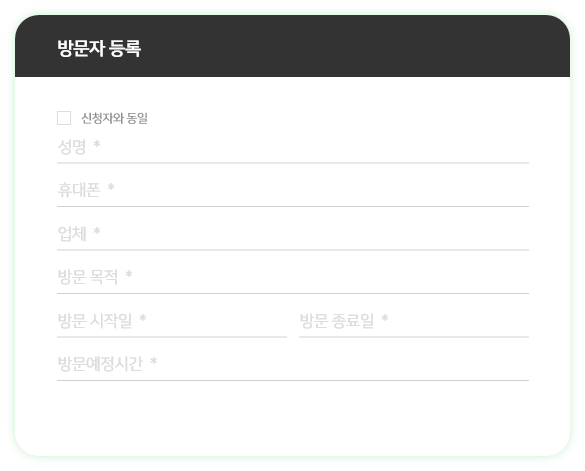 방문자 등록
신청자와 동일
성명 *
휴대폰 *
업체 *
방문 목적 *
방문 시작일 * 방문 종료일 *
방문예정시간 *